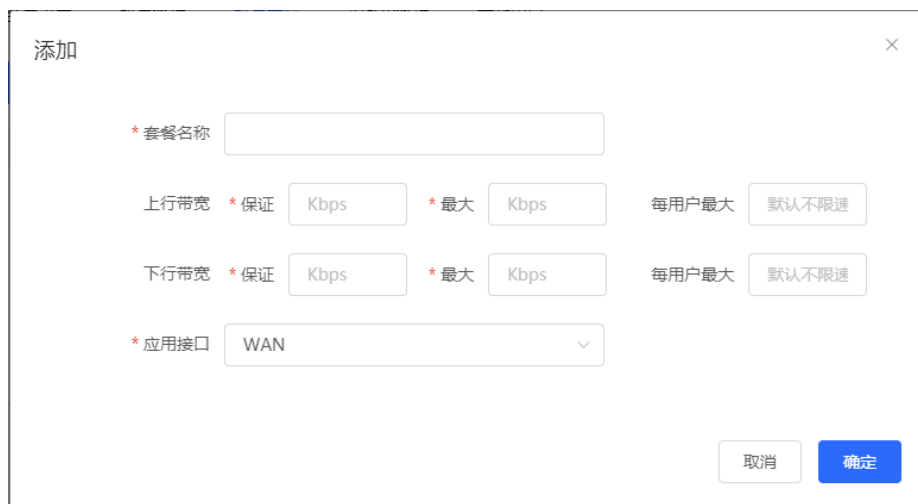 添加
* 套餐名称
上行带宽 * 保证 Kbps * 最大 Kbps 每用户最大 默认不限速
下行带宽 * 保证 Kbps * 最大 Kbps 每用户最大 默认不限速
* 应用接口 WAN
取消 确定